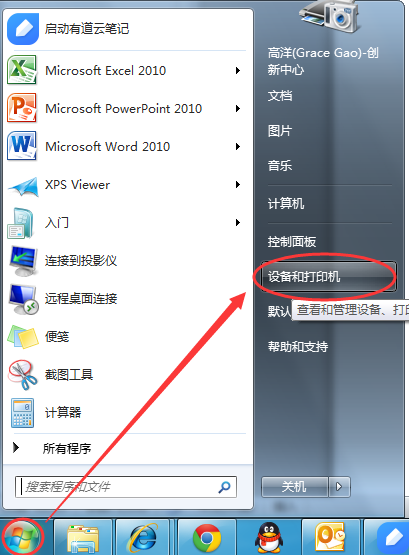 启动有道云笔记
Microsoft Excel 2010
Microsoft PowerPoint 2010
Microsoft Word 2010
XPS Viewer
入门
连接到投影仪
远程桌面连接
便笺
截图工具
计算器
所有程序
搜索程序和文件
高洋(Grace Gao)-创
新中心
文档
图片
音乐
计算机
控制面板
设备和打印机
默认
查看和管理设备、打印
帮助和支持
关机